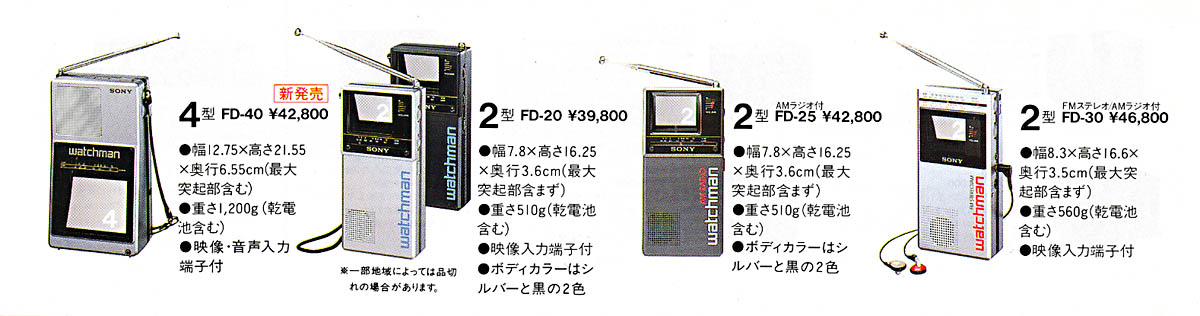 SONY
watchman
4
新発売
4型 FD-40 ¥42,800
●幅12.75×高さ21.55
×奥行6.55cm(最大
突起部含む)
●重さ1,200g(乾電
池含む)
●映像・音声入力
端子付
2
SONY
watchman
watchman
※一部地域によっては品切
れの場合があります。
2型 FD-20 ¥39,800
●幅7.8×高さ16.25
×奥行3.6cm(最大
突起部含まず)
●重さ510g(乾電池
含む)
●映像入力端子付
●ボディカラーはシ
ルバーと黒の2色
2
SONY
watchman
AMラジオ付
2型 FD-25 ¥42,800
●幅7.8×高さ16.25
×奥行3.6cm(最大
突起部含まず)
●重さ510g(乾電池
含む)
●ボディカラーはシ
ルバーと黒の2色
2
SONY
watchman
FMステレオ/AMラジオ付
2型 FD-30 ¥46,800
●幅8.3×高さ16.6×
奥行3.5cm(最大突
起部含まず)
●重さ560g(乾電池
含む)
●映像入力端子付